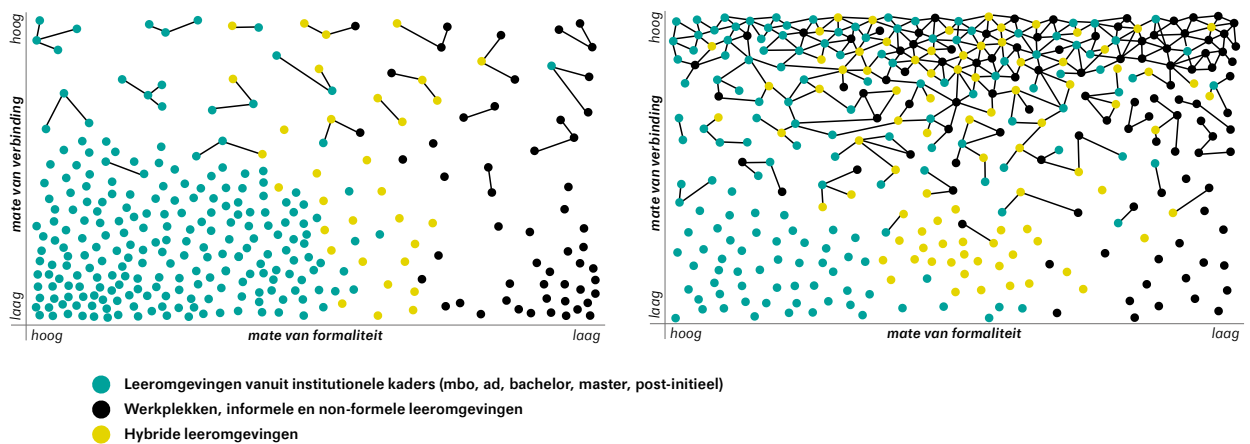 hoog
mate van verbinding
laag
hoog
mate van formaliteit
laag
hoog
mate van verbinding
laag
hoog
mate van formaliteit
laag
Leeromgevingen vanuit institutionele kaders (mbo, ad, bachelor, master, post-initieel)
Werkplekken, informele en non-formele leeromgevingen
Hybride leeromgevingen